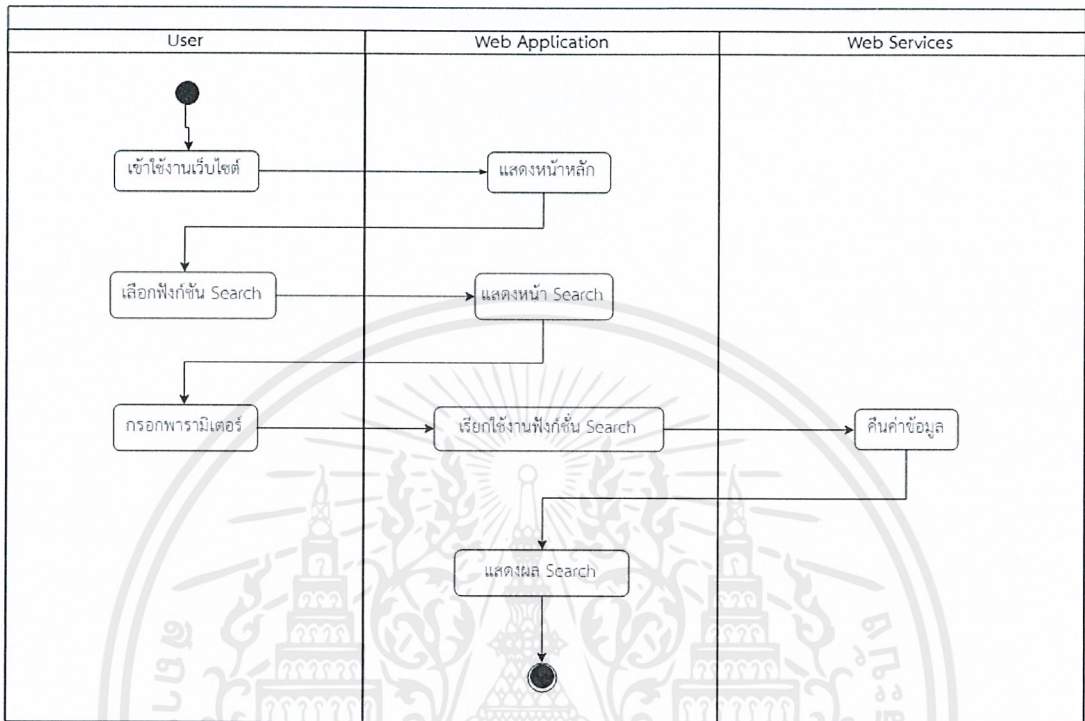 User
Web Application
Web Services
เข้าใช้งานเว็บไซต์
แสดงหน้าหลัก
เลือกฟังก์ชัน Search
แสดงหน้า Search
กรอกพารามิเตอร์
เรียกใช้งานฟังก์ชั่น Search
คืนค่าข้อมูล
แสดงผล Search